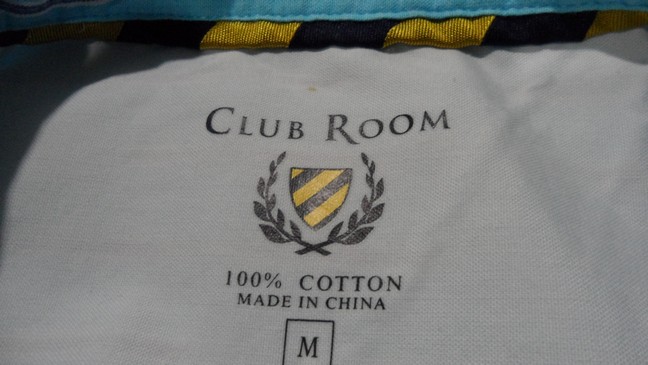 CLUB ROOM
100% COTTON
MADE IN CHINA
M